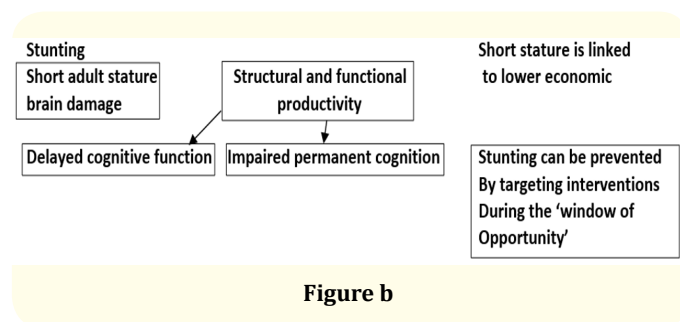 Stunting
Short adult stature
brain damage
Structural and functional
productivity
Short stature is linked
to lower economic
Delayed cognitive function
Impaired permanent cognition
Stunting can be prevented
By targeting interventions
During the ‘window of
Opportunity’
Figure b